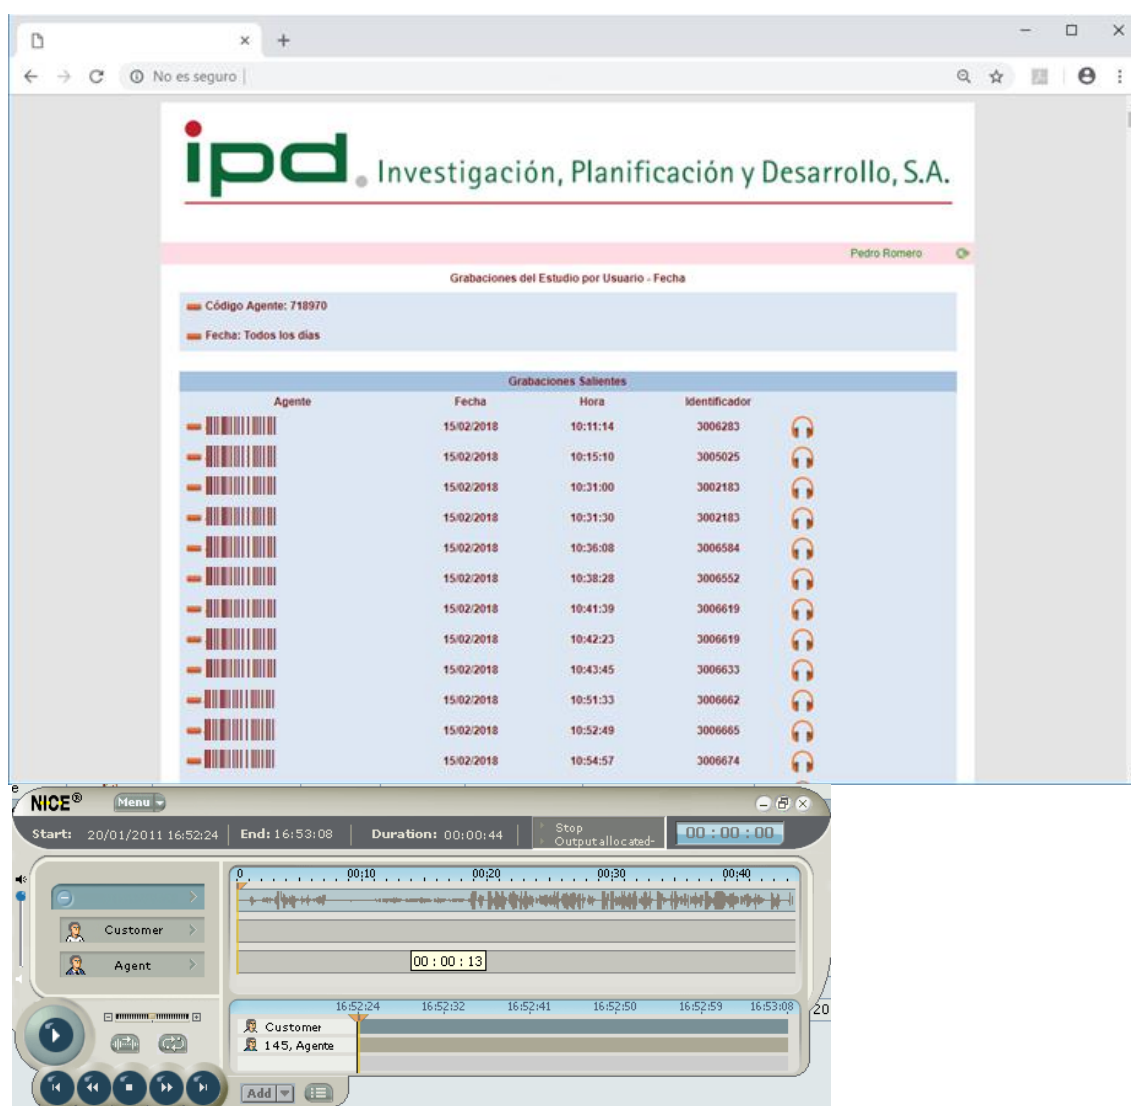 No es seguro
ipd. Investigación, Planificación y Desarrollo, S.A.
Pedro Romero
Grabaciones del Estudio por Usuario - Fecha
Código Agente: 718970
Fecha: Todos los días
Grabaciones Salientes
Agente Fecha Hora Identificador
15/02/2018 10:11:14 3006283
15/02/2018 10:15:10 3005025
15/02/2018 10:31:00 3002183
15/02/2018 10:31:30 3002183
15/02/2018 10:36:08 3006584
15/02/2018 10:38:28 3006552
15/02/2018 10:41:39 3006619
15/02/2018 10:42:23 3006619
15/02/2018 10:43:45 3006633
15/02/2018 10:51:33 3006662
15/02/2018 10:52:49 3006665
15/02/2018 10:54:57 3006674
e
NICE® Menu
Start: 20/01/2011 16:52:24 End: 16:53:08 Duration: 00:00:44 Stop 00:00:00
Output allocated-
0 00:10 00:20 00:30 00:40
Customer
Agent 00:00:13
16:52:24 16:52:32 16:52:41 16:52:50 16:52:59 16:53:08 20
Customer
145, Agente
Add